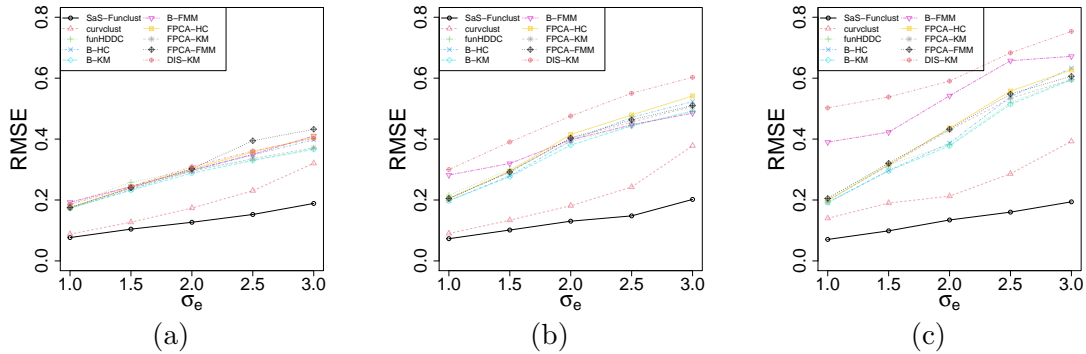 0.8
0.6
0.4
0.2
0.0
RMSE
SaS−Funclust
curvclust
funHDDC
B−HC
B−KM
B−FMM
FPCA−HC
FPCA−KM
FPCA−FMM
DIS−KM
1.0 1.5 2.0 2.5 3.0
σe
(a)
0.8
0.6
0.4
0.2
0.0
RMSE
SaS−Funclust
curvclust
funHDDC
B−HC
B−KM
B−FMM
FPCA−HC
FPCA−KM
FPCA−FMM
DIS−KM
1.0 1.5 2.0 2.5 3.0
σe
(b)
0.8
0.6
0.4
0.2
0.0
RMSE
SaS−Funclust
curvclust
funHDDC
B−HC
B−KM
B−FMM
FPCA−HC
FPCA−KM
FPCA−FMM
DIS−KM
1.0 1.5 2.0 2.5 3.0
σe
(c)